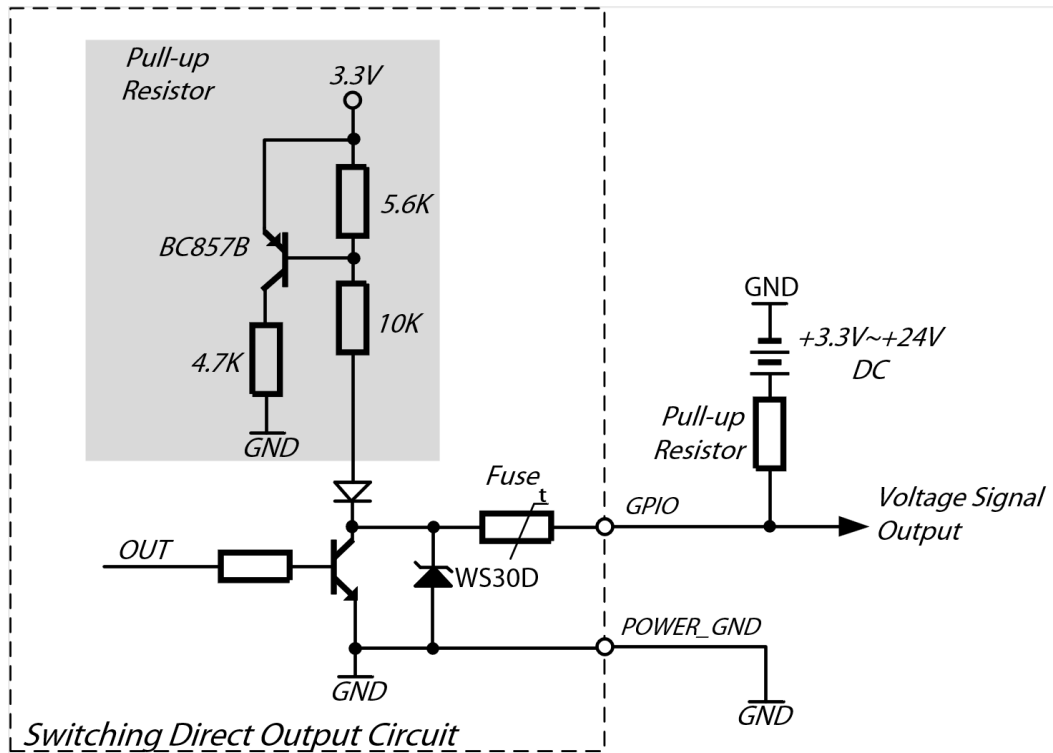 Pull-up
Resistor
3.3V
5.6K
BC857B
10K
4.7K
GND
GND
+3.3V~+24V
DC
Pull-up
Resistor
Fuse
t
GPIO
Voltage Signal
Output
OUT
WS30D
POWER_GND
GND
GND
Switching Direct Output Circuit